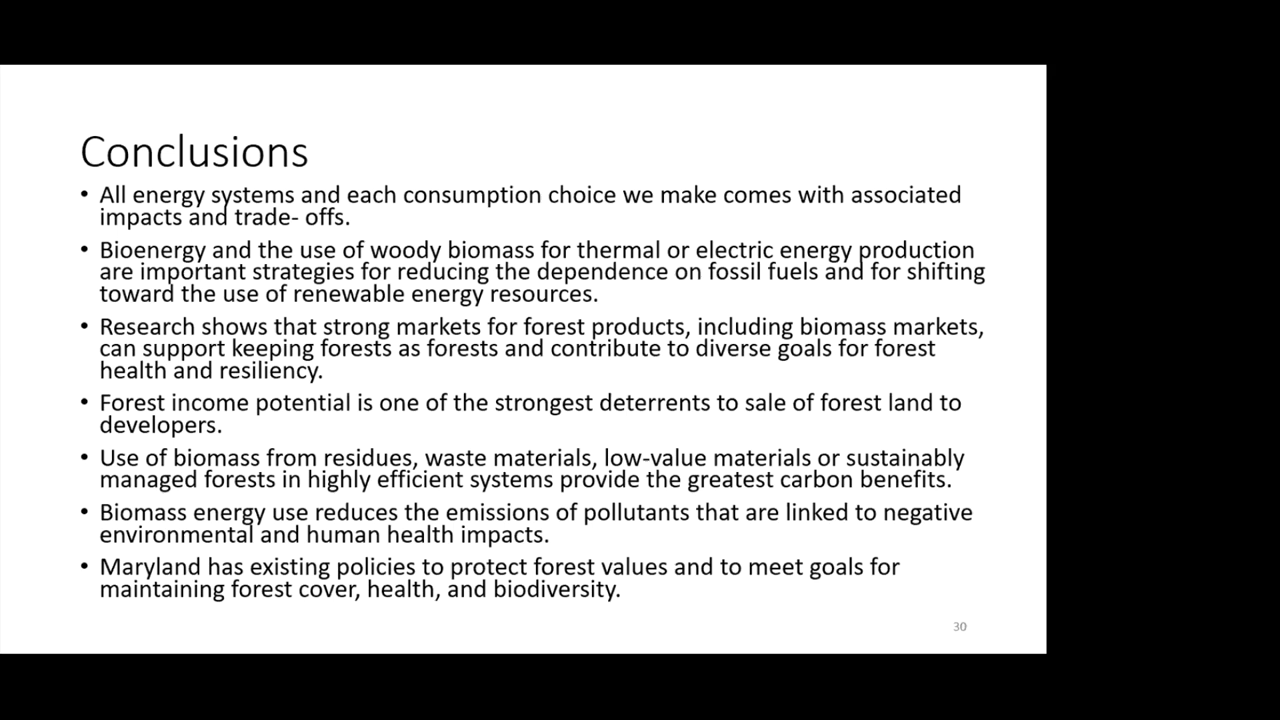 Conclusions
• All energy systems and each consumption choice we make comes with associated
impacts and trade- offs.
• Bioenergy and the use of woody biomass for thermal or electric energy production
are important strategies for reducing the dependence on fossil fuels and for shifting
toward the use of renewable energy resources.
• Research shows that strong markets for forest products, including biomass markets,
can support keeping forests as forests and contribute to diverse goals for forest
health and resiliency.
• Forest income potential is one of the strongest deterrents to sale of forest land to
developers.
• Use of biomass from residues, waste materials, low-value materials or sustainably
managed forests in highly efficient systems provide the greatest carbon benefits.
• Biomass energy use reduces the emissions of pollutants that are linked to negative
environmental and human health impacts.
• Maryland has existing policies to protect forest values and to meet goals for
maintaining forest cover, health, and biodiversity.
30